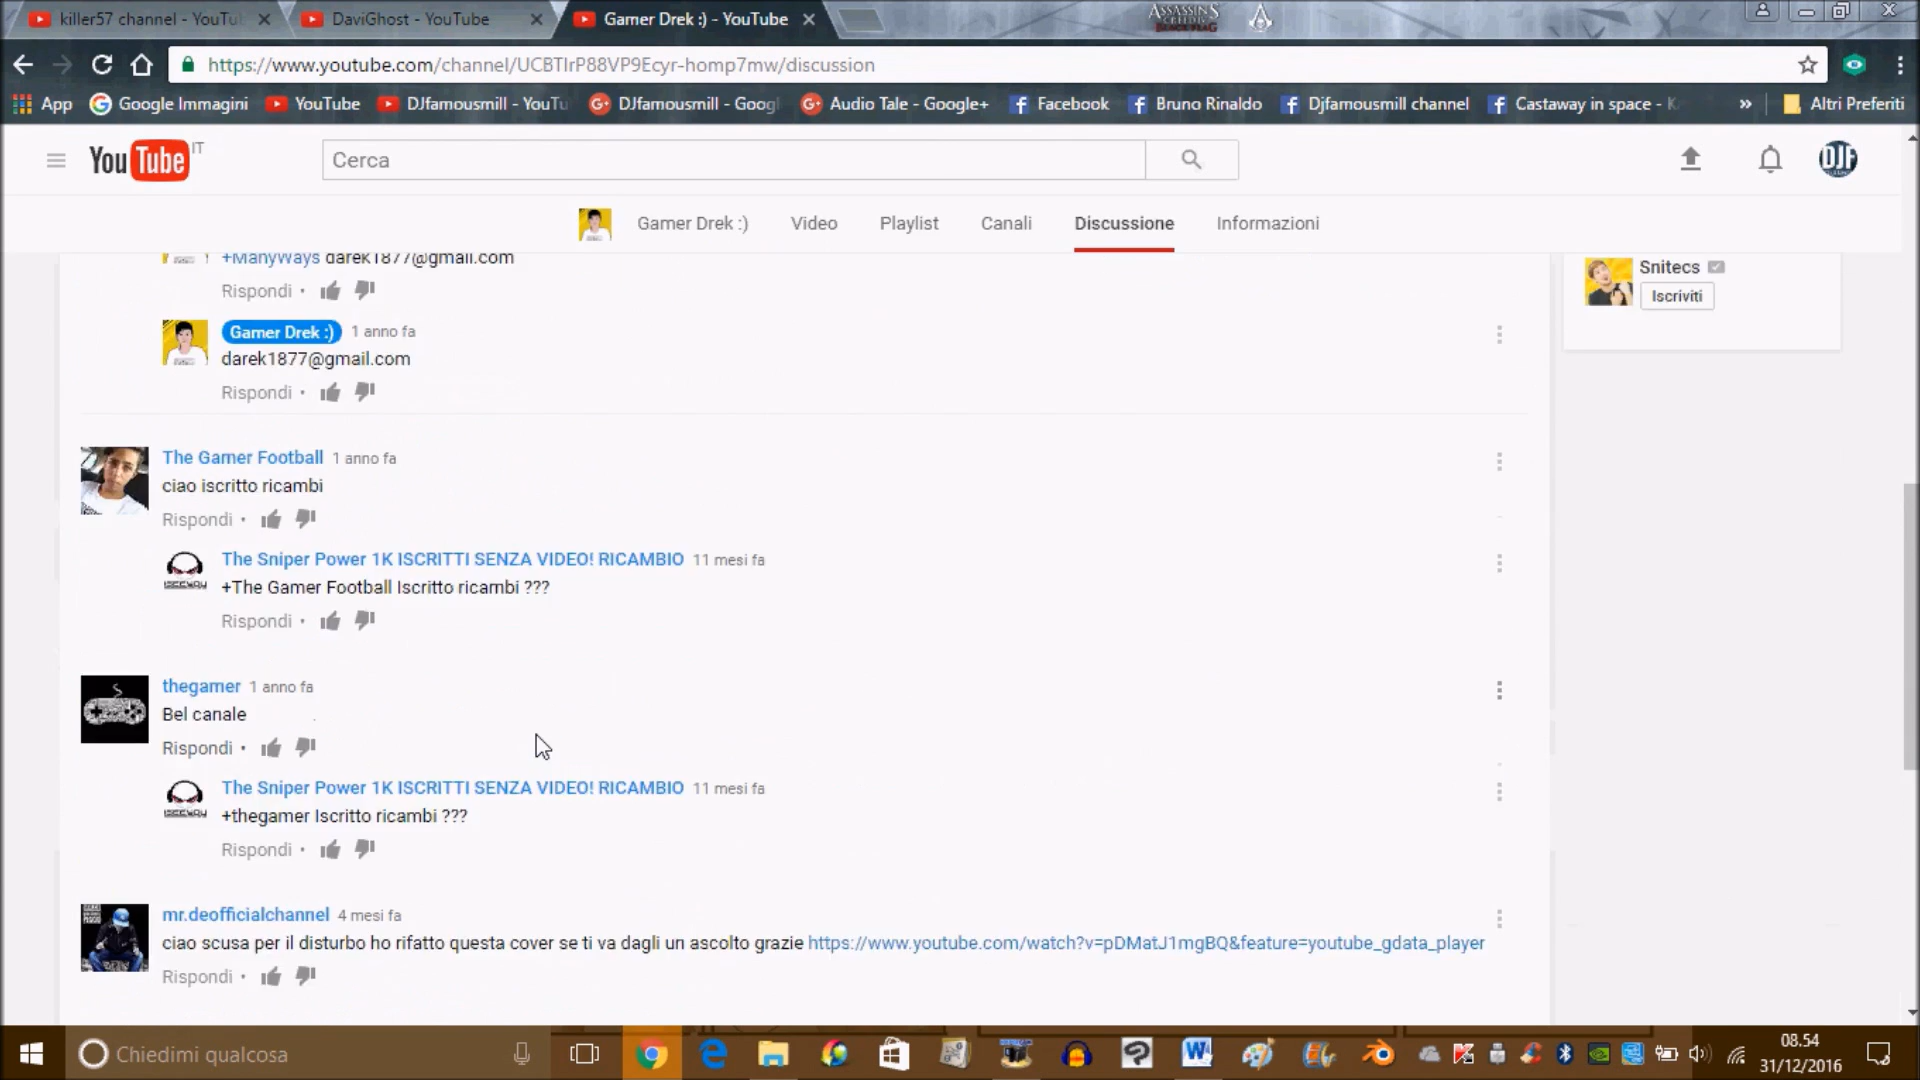 killer57 channel - YouTu
DaviGhost - YouTube
Gamer Drek :) - YouTube
ASSASSIN'S
https://www.youtube.com/channel/UCBTIrP88VP9Ecyr-homp7mw/discussion
App
Google Immagini
YouTube
DJfamousmill - YouTu
DJfamousmill - Googl
Audio Tale - Google+
Facebook
Bruno Rinaldo
Djfamousmill channel
Castaway in space - K
»
Altri Preferiti
YouTube IT
Cerca
DJF
Gamer Drek :)
Video
Playlist
Canali
Discussione
Informazioni
+ManyWays darek1877@gmail.com
Rispondi •
Snitecs
Iscriviti
Gamer Drek :) 1 anno fa
darek1877@gmail.com
Rispondi •
The Gamer Football 1 anno fa
ciao iscritto ricambi
Rispondi •
The Sniper Power 1K ISCRITTI SENZA VIDEO! RICAMBIO 11 mesi fa
+The Gamer Football Iscritto ricambi ???
Rispondi •
thegamer 1 anno fa
Bel canale
Rispondi •
The Sniper Power 1K ISCRITTI SENZA VIDEO! RICAMBIO 11 mesi fa
+thegamer Iscritto ricambi ???
Rispondi •
mr.deofficialchannel 4 mesi fa
ciao scusa per il disturbo ho rifatto questa cover se ti va dagli un ascolto grazie https://www.youtube.com/watch?v=pDMatJ1mgBQ&feature=youtube_gdata_player
Rispondi •
Chiedimi qualcosa
08.54
31/12/2016